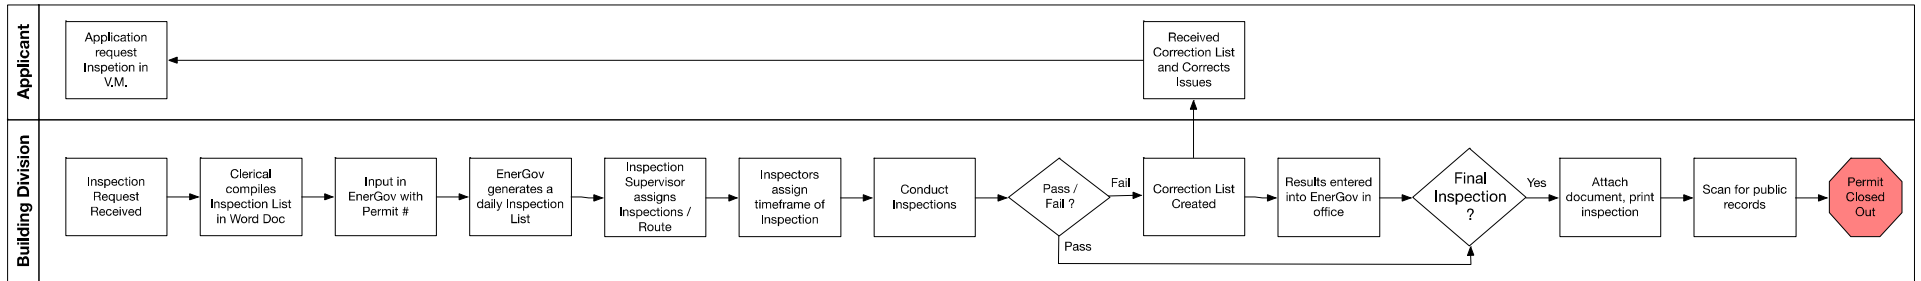 Applicant
Application
request
Inspetion in
V.M.
Received
Correction List
and Corrects
Issues
Building Division
Inspection
Request
Received
Clerical
compiles
Inspection List
in Word Doc
Input in
EnerGov with
Permit #
EnerGov
generates a
daily Inspection
List
Inspection
Supervisor
assigns
Inspections /
Route
Inspectors
assign
timeframe of
Inspection
Conduct
Inspections
Pass /
Fail ?
Fail
Pass
Correction List
Created
Results entered
into EnerGov in
office
Final
Inspection
?
Yes
Attach
document, print
inspection
Scan for public
records
Permit
Closed
Out